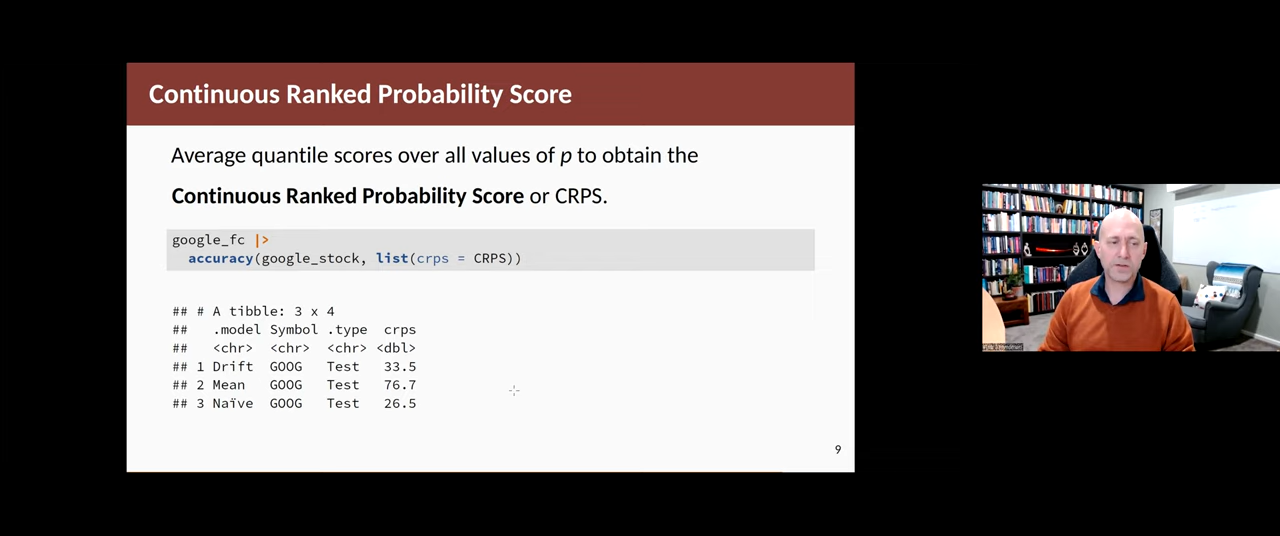 Continuous Ranked Probability Score
Average quantile scores over all values of p to obtain the
Continuous Ranked Probability Score or CRPS.
google_fc |>
  accuracy(google_stock, list(crps = CRPS))
## # A tibble: 3 x 4
##   .model Symbol .type  crps
##   <chr>  <chr>  <chr> <dbl>
## 1 Drift  GOOG   Test   33.5
## 2 Mean   GOOG   Test   76.7
## 3 Naïve  GOOG   Test   26.5
9